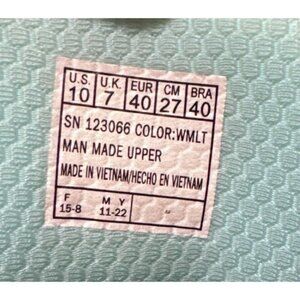 U.S. U.K. EUR CM BRA
10 7 40 27 40
SN 123066 COLOR:WMLT
MAN MADE UPPER
MADE IN VIETNAM/HECHO EN VIETNAM
F M Y
15-8 11-22